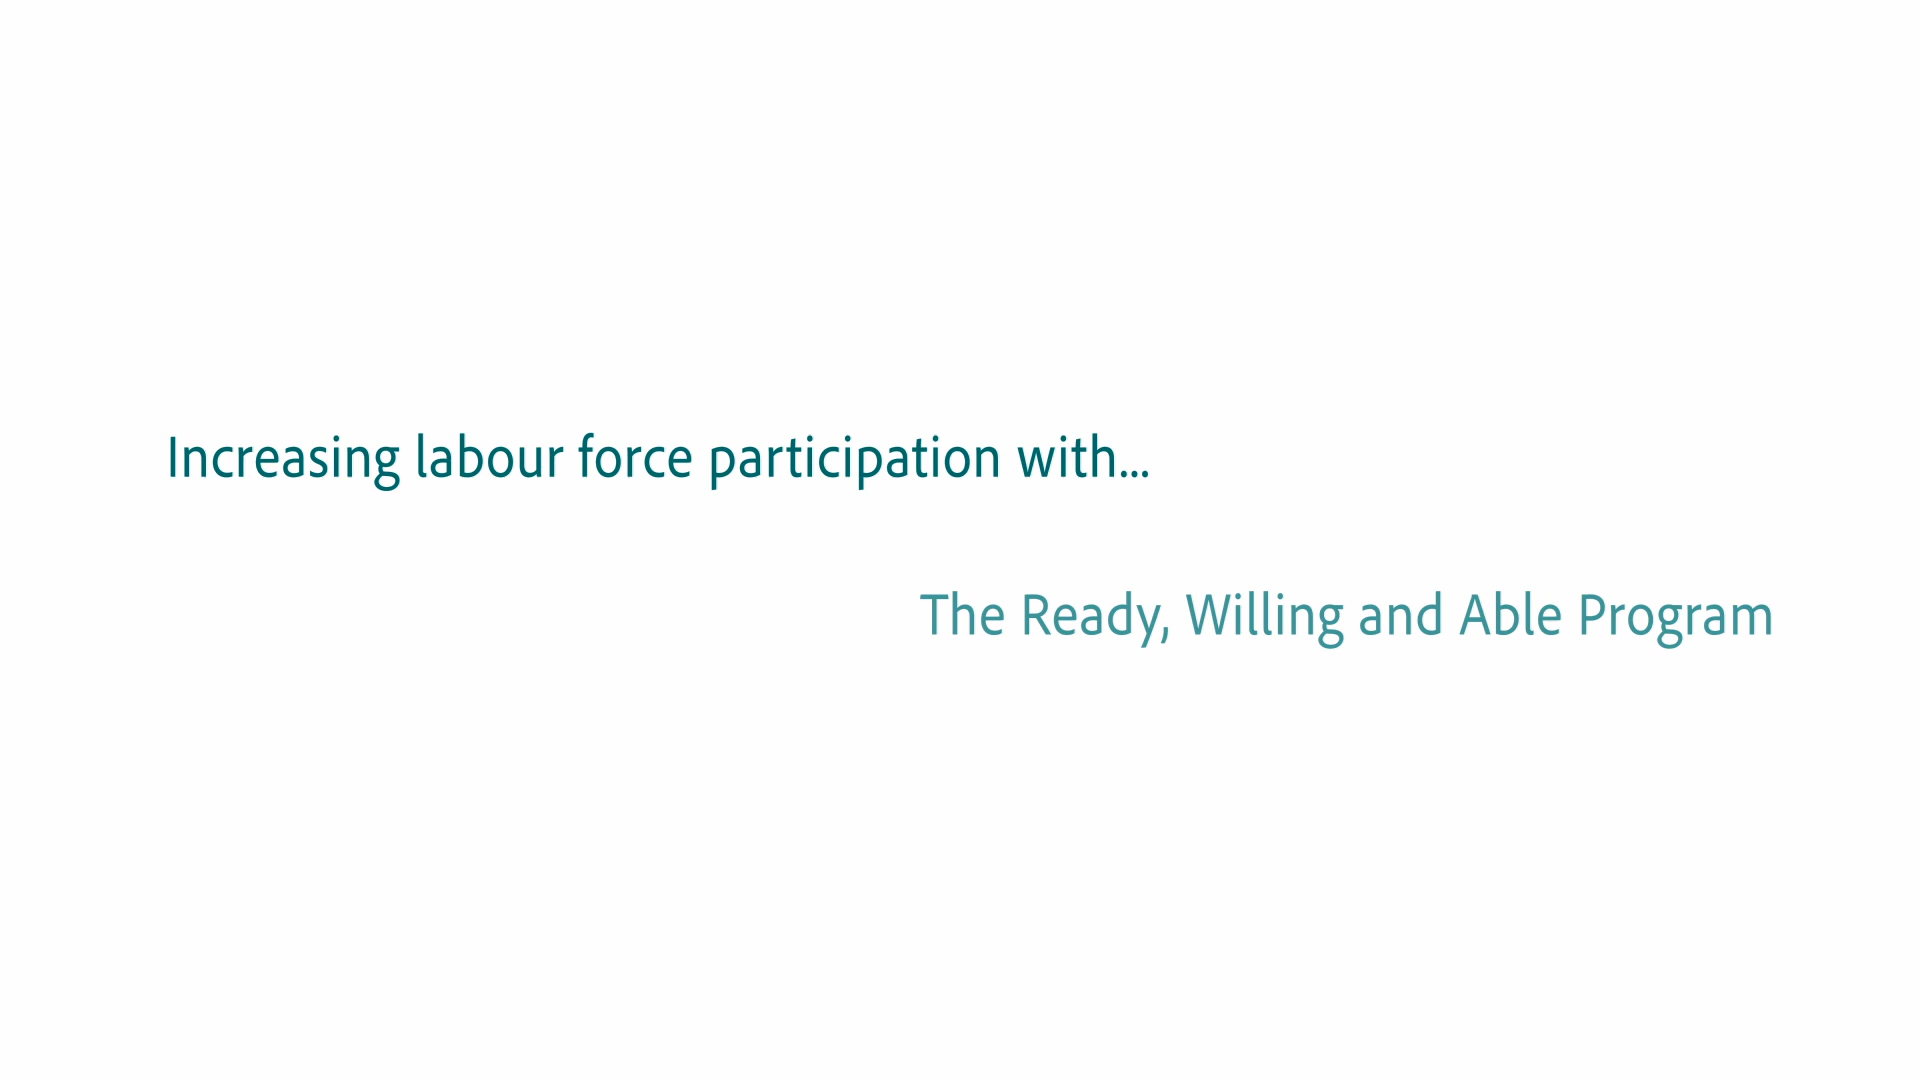 Increasing labour force participation with...
The Ready, Willing and Able Program